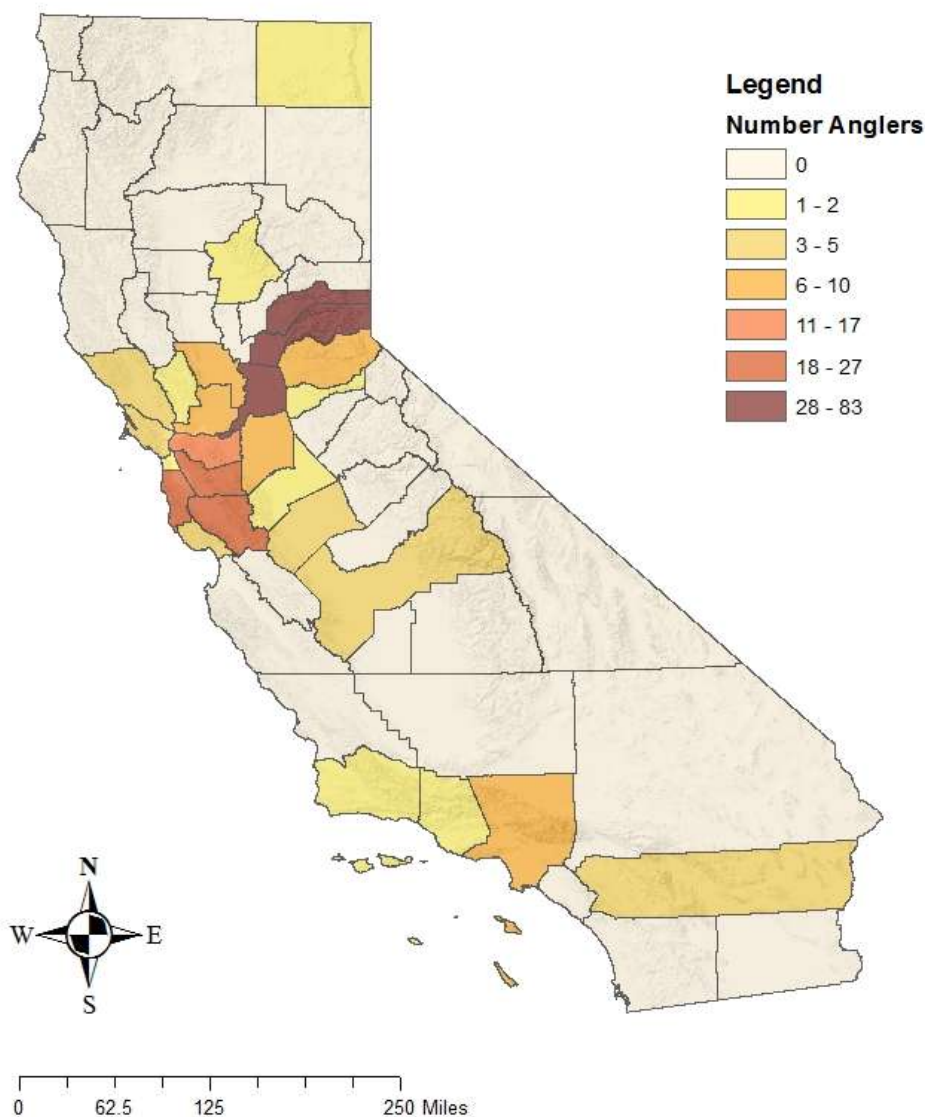 Legend
Number Anglers
0
1 - 2
3 - 5
6 - 10
11 - 17
18 - 27
28 - 83
N
W E
S
0 62.5 125 250 Miles